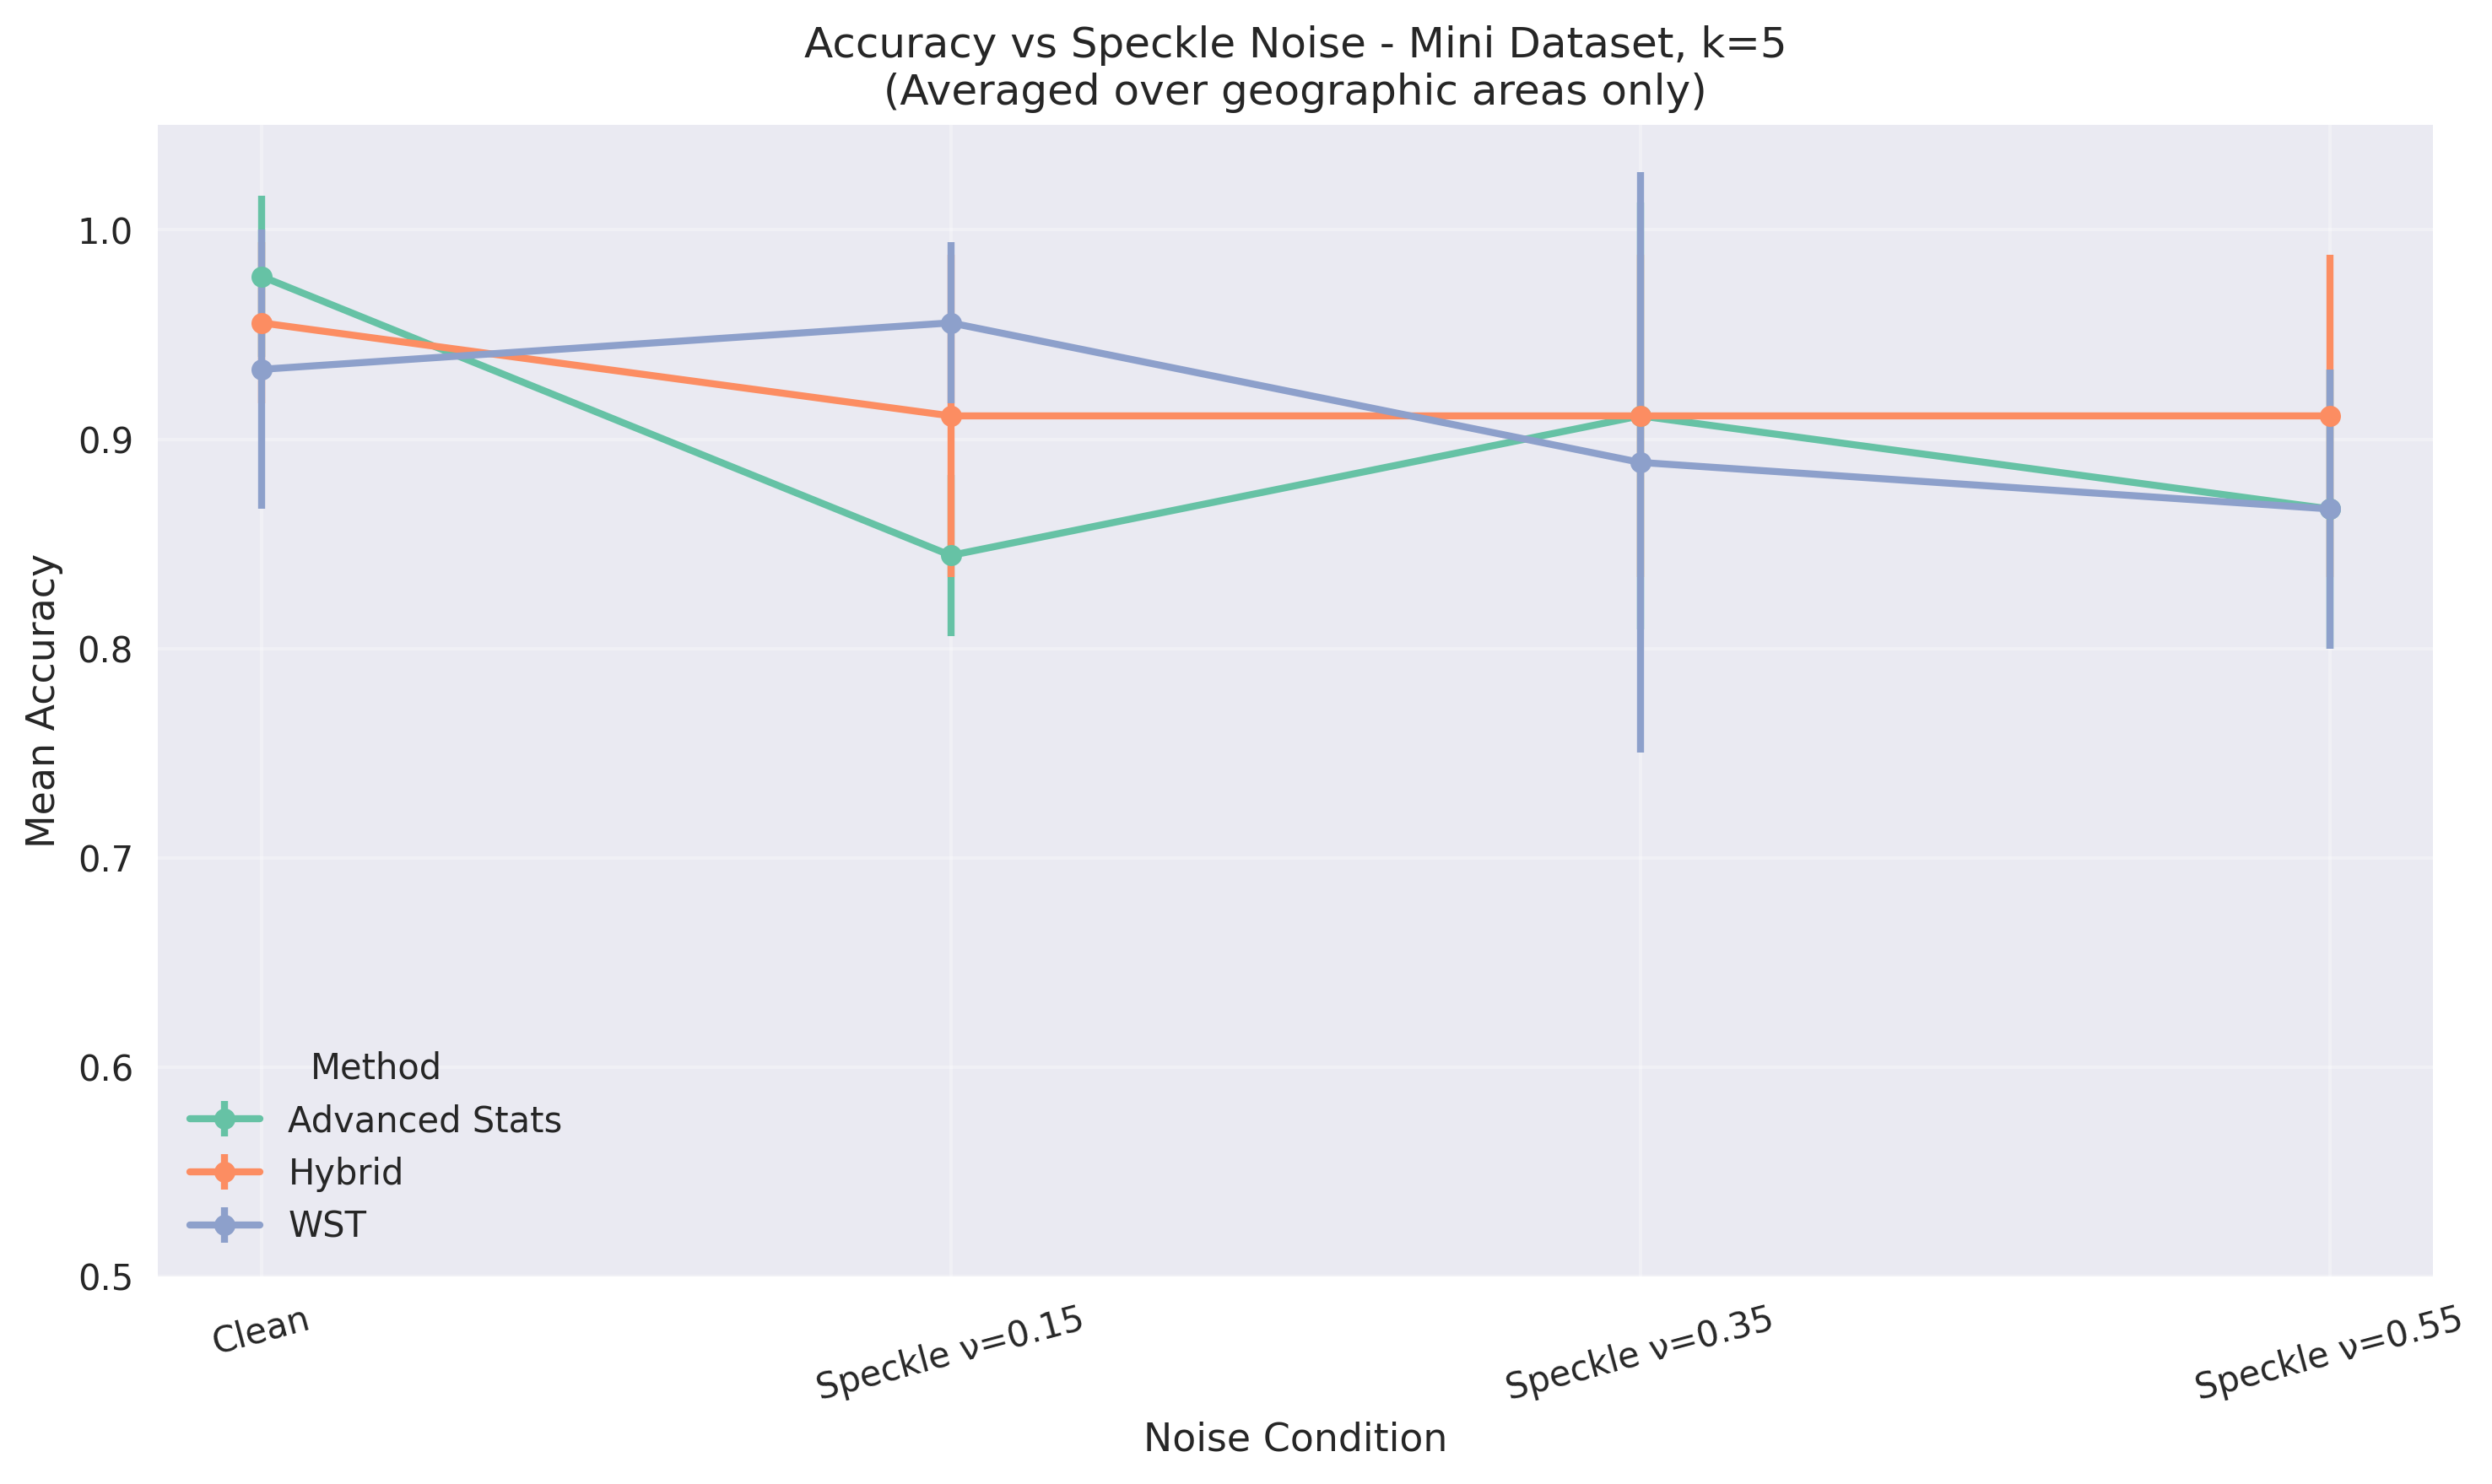 Accuracy vs Speckle Noise - Mini Dataset, k=5
(Averaged over geographic areas only)
Mean Accuracy
1.0
0.9
0.8
0.7
0.6
0.5
Method
Advanced Stats
Hybrid
WST
Clean
Speckle ν=0.15
Speckle ν=0.35
Speckle ν=0.55
Noise Condition